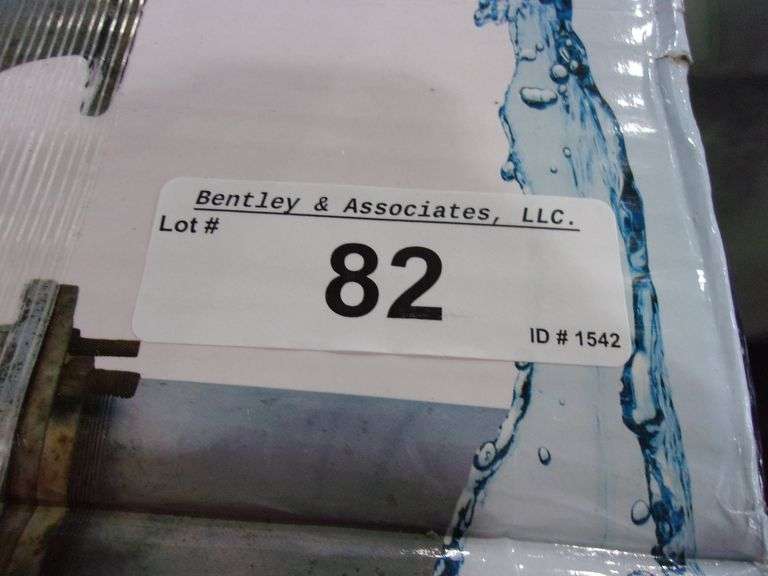 Bentley & Associates, LLC.
Lot #
82
ID # 1542